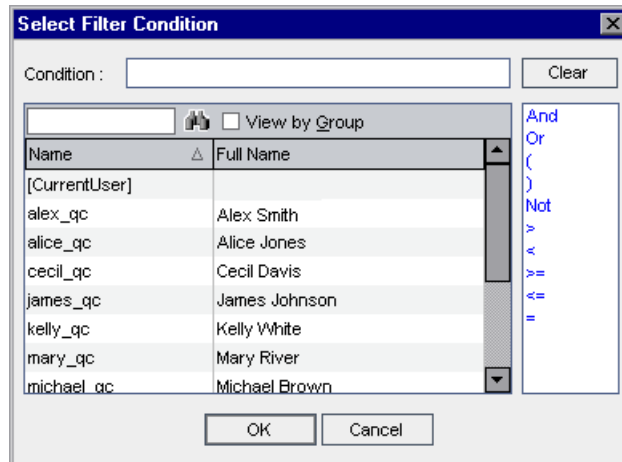 Select Filter Condition
Condition : Clear
View by Group
Name Full Name
[CurrentUser]
alex_qc Alex Smith
alice_qc Alice Jones
cecil_qc Cecil Davis
james_qc James Johnson
kelly_qc Kelly White
mary_qc Mary River
michael_qc Michael Brown
And
Or
(
)
Not
>
<
>=
<=
=
OK Cancel